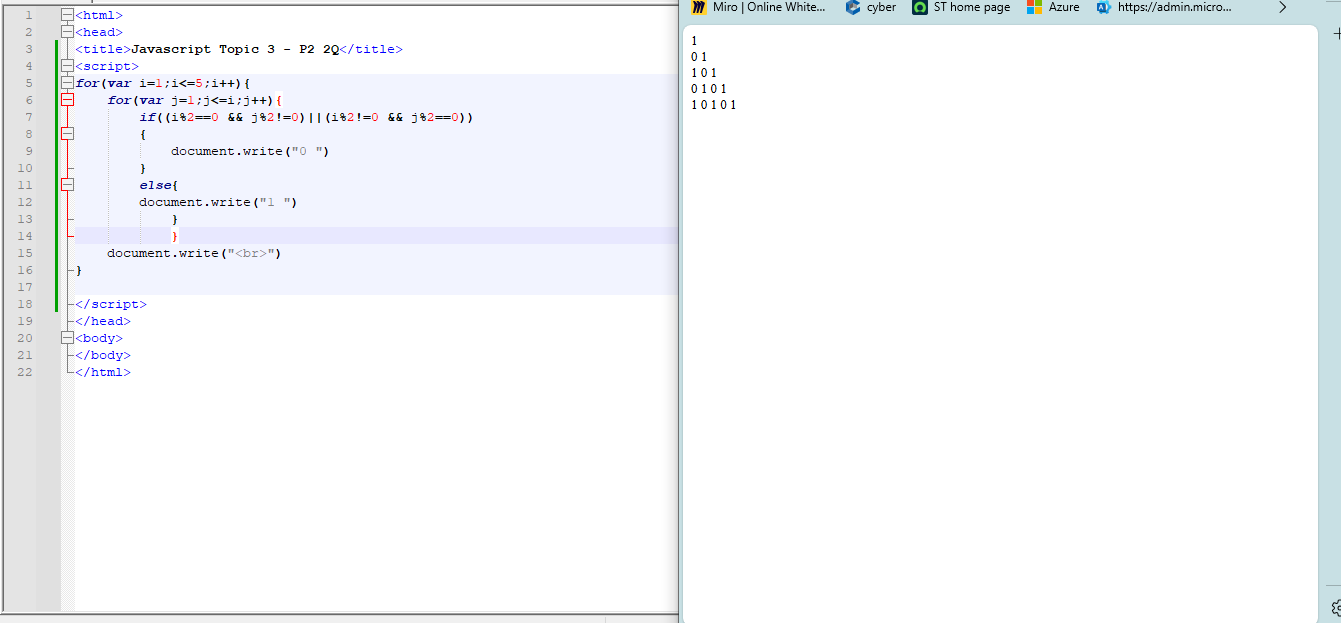 Miro | Online White... cyber ST home page Azure https://admin.micro...
1 <html>
2 <head>
3 <title>Javascript Topic 3 - P2 2Q</title>
4 <script>
5 for(var i=1;i<=5;i++){
6 for(var j=1;j<=i;j++){
7 if((i%2==0 && j%2!=0)||(i%2!=0 && j%2==0))
8 {
9 document.write("0 ")
10 }
11 else{
12 document.write("1 ")
13 }
14 }
15 document.write("<br>")
16 }
17
18 </script>
19 </head>
20 <body>
21 </body>
22 </html>
1
0 1
1 0 1
0 1 0 1
1 0 1 0 1